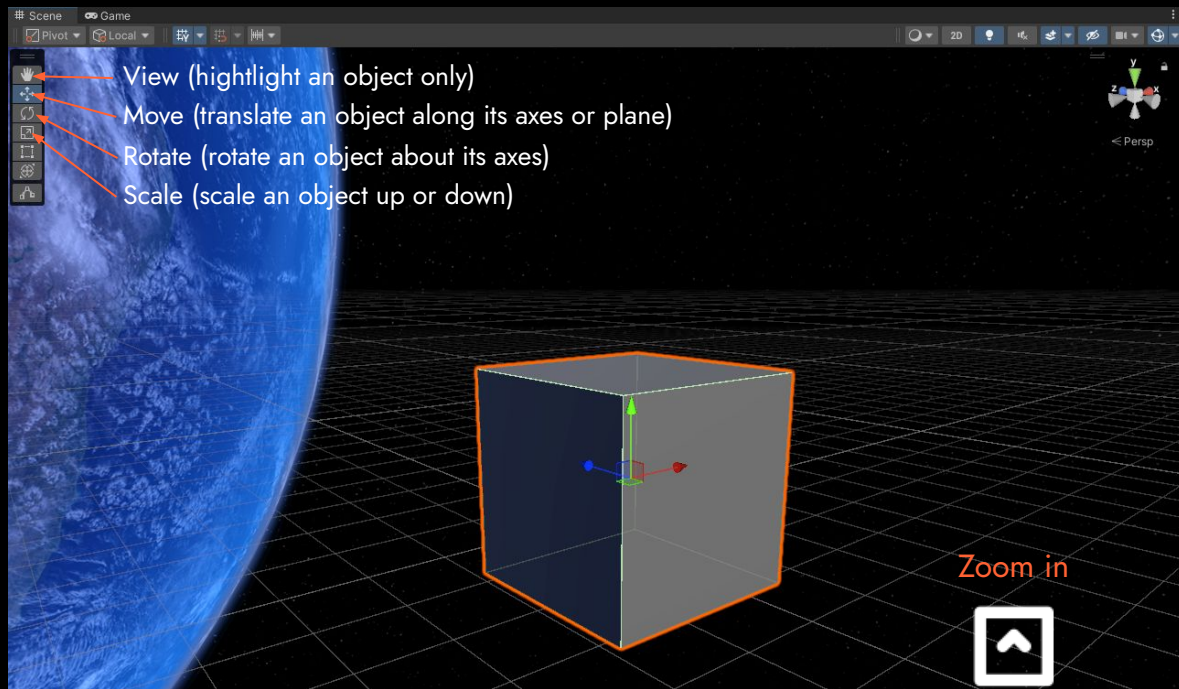 Scene Game
Pivot Local 2D
View (hightlight an object only)
y
Move (translate an object along its axes or plane)
z x
Persp
Rotate (rotate an object about its axes)
Scale (scale an object up or down)
Zoom in